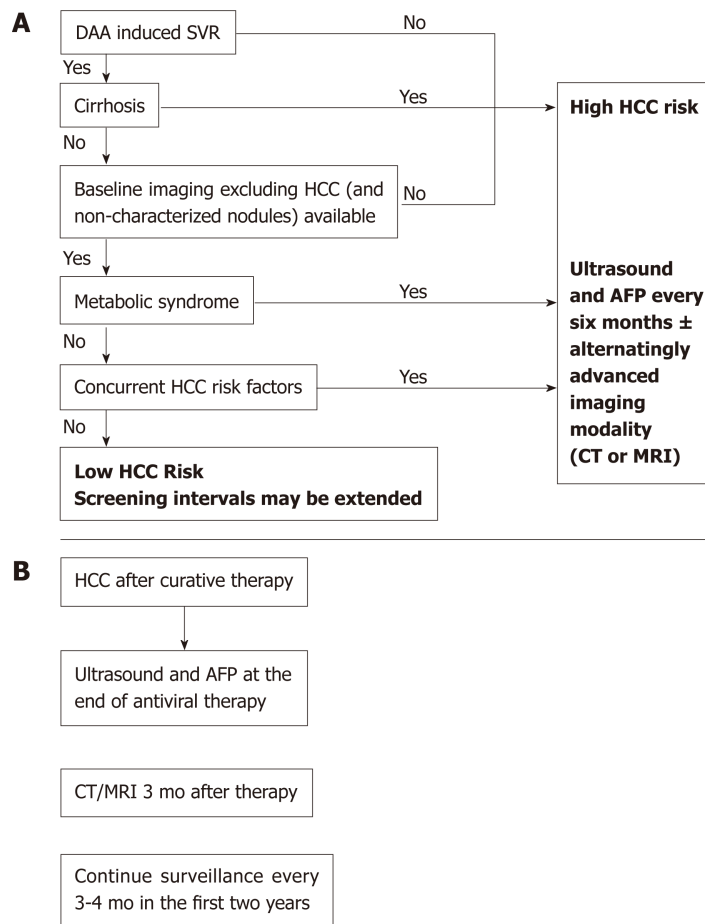 A
DAA induced SVR
No
Yes
Cirrhosis
Yes
High HCC risk
No
Baseline imaging excluding HCC (and
non-characterized nodules) available
No
Yes
Metabolic syndrome
Yes
Ultrasound
and AFP every
six months ±
alternatingly
advanced
imaging
modality
(CT or MRI)
No
Concurrent HCC risk factors
Yes
No
Low HCC Risk
Screening intervals may be extended
B
HCC after curative therapy
Ultrasound and AFP at the
end of antiviral therapy
CT/MRI 3 mo after therapy
Continue surveillance every
3-4 mo in the first two years